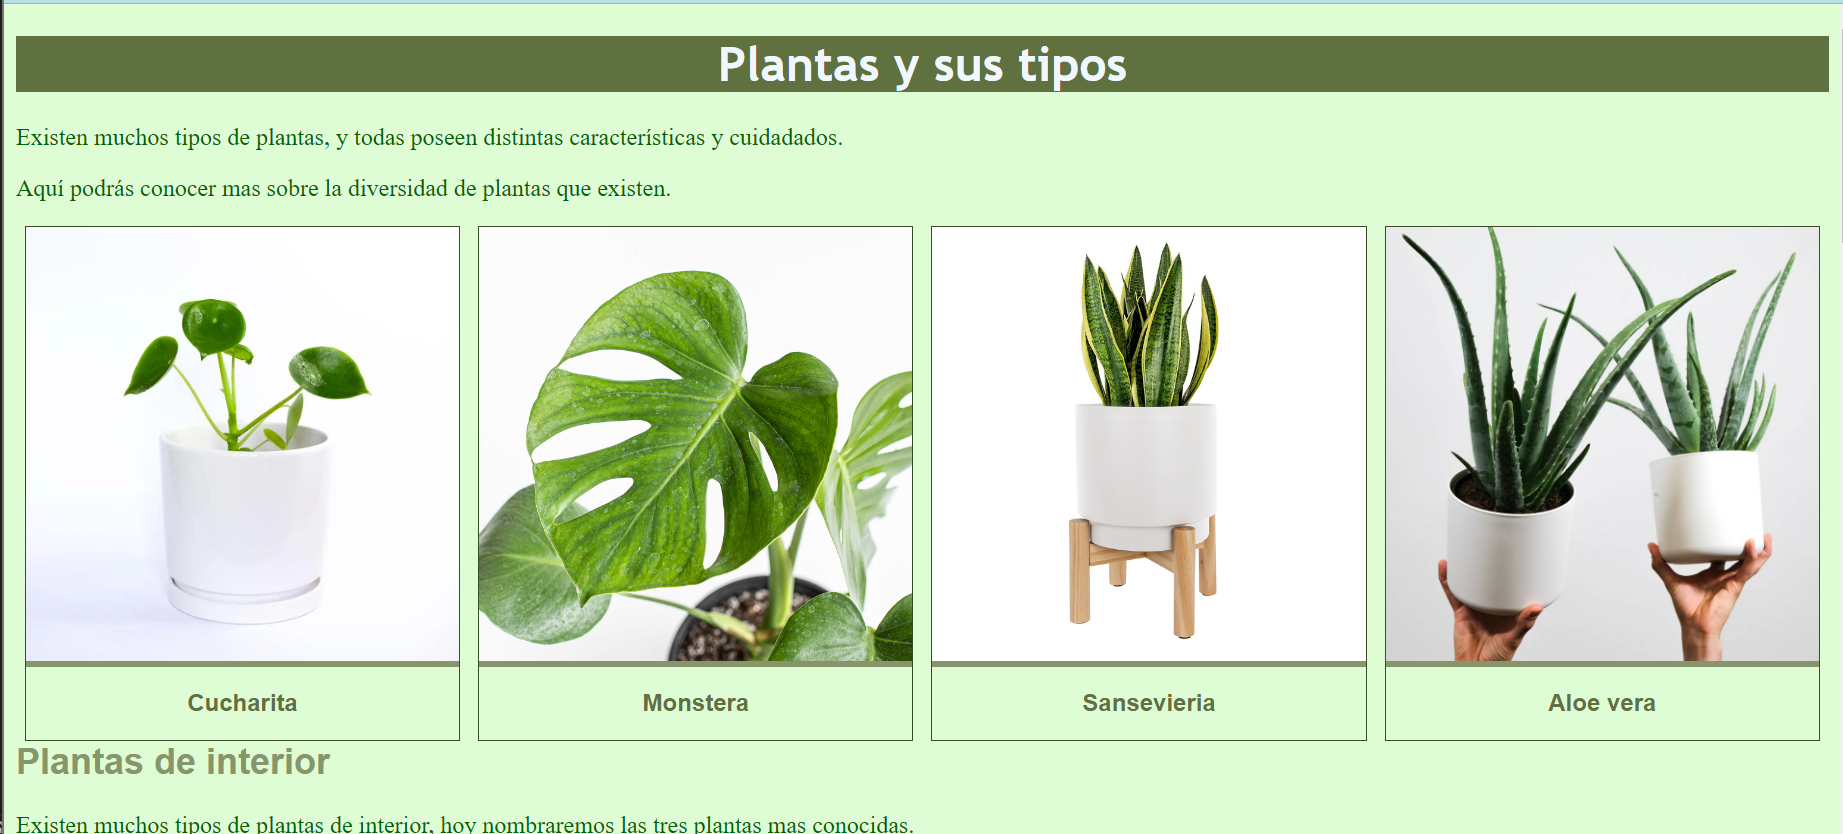 Plantas y sus tipos
Existen muchos tipos de plantas, y todas poseen distintas características y cuidadados.
Aquí podrás conocer mas sobre la diversidad de plantas que existen.
Cucharita
Monstera
Sansevieria
Aloe vera
Plantas de interior
Existen muchos tipos de plantas de interior, hoy nombraremos las tres plantas mas conocidas.